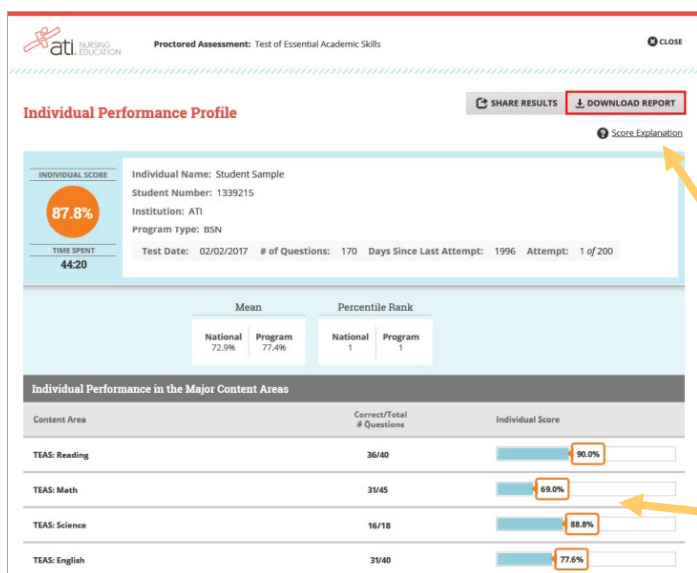 ati NURSING EDUCATION Proctored Assessment: Test of Essential Academic Skills CLOSE
Individual Performance Profile SHARE RESULTS DOWNLOAD REPORT
Score Explanation
INDIVIDUAL SCORE
87.8%
TIME SPENT
44:20
Individual Name: Student Sample
Student Number: 1339215
Institution: ATI
Program Type: BSN
Test Date: 02/02/2017 # of Questions: 170 Days Since Last Attempt: 1996 Attempt: 1 of 200
Mean Percentile Rank
National Program National Program
72.9% 77.4% 1 1
Individual Performance in the Major Content Areas
Content Area Correct/Total # Questions Individual Score
TEAS: Reading 36/40 90.0%
TEAS: Math 31/45 69.0%
TEAS: Science 16/18 88.8%
TEAS: English 31/40 77.6%